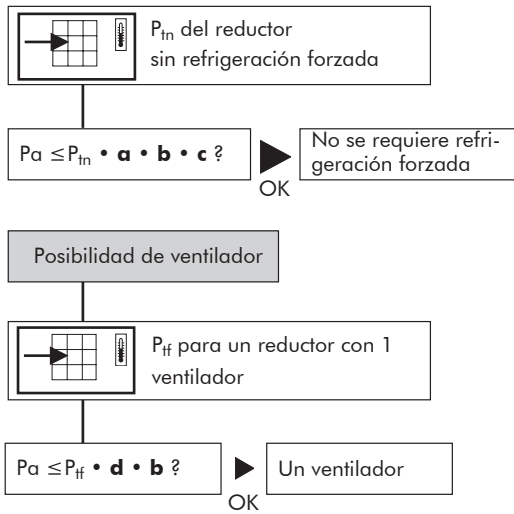 Ptn del reductor
sin refrigeración forzada
Pa ≤Ptn • a • b • c ?
OK
No se requiere refri-
geración forzada
Posibilidad de ventilador
Ptf para un reductor con 1
ventilador
Pa ≤Ptf • d • b ?
OK
Un ventilador